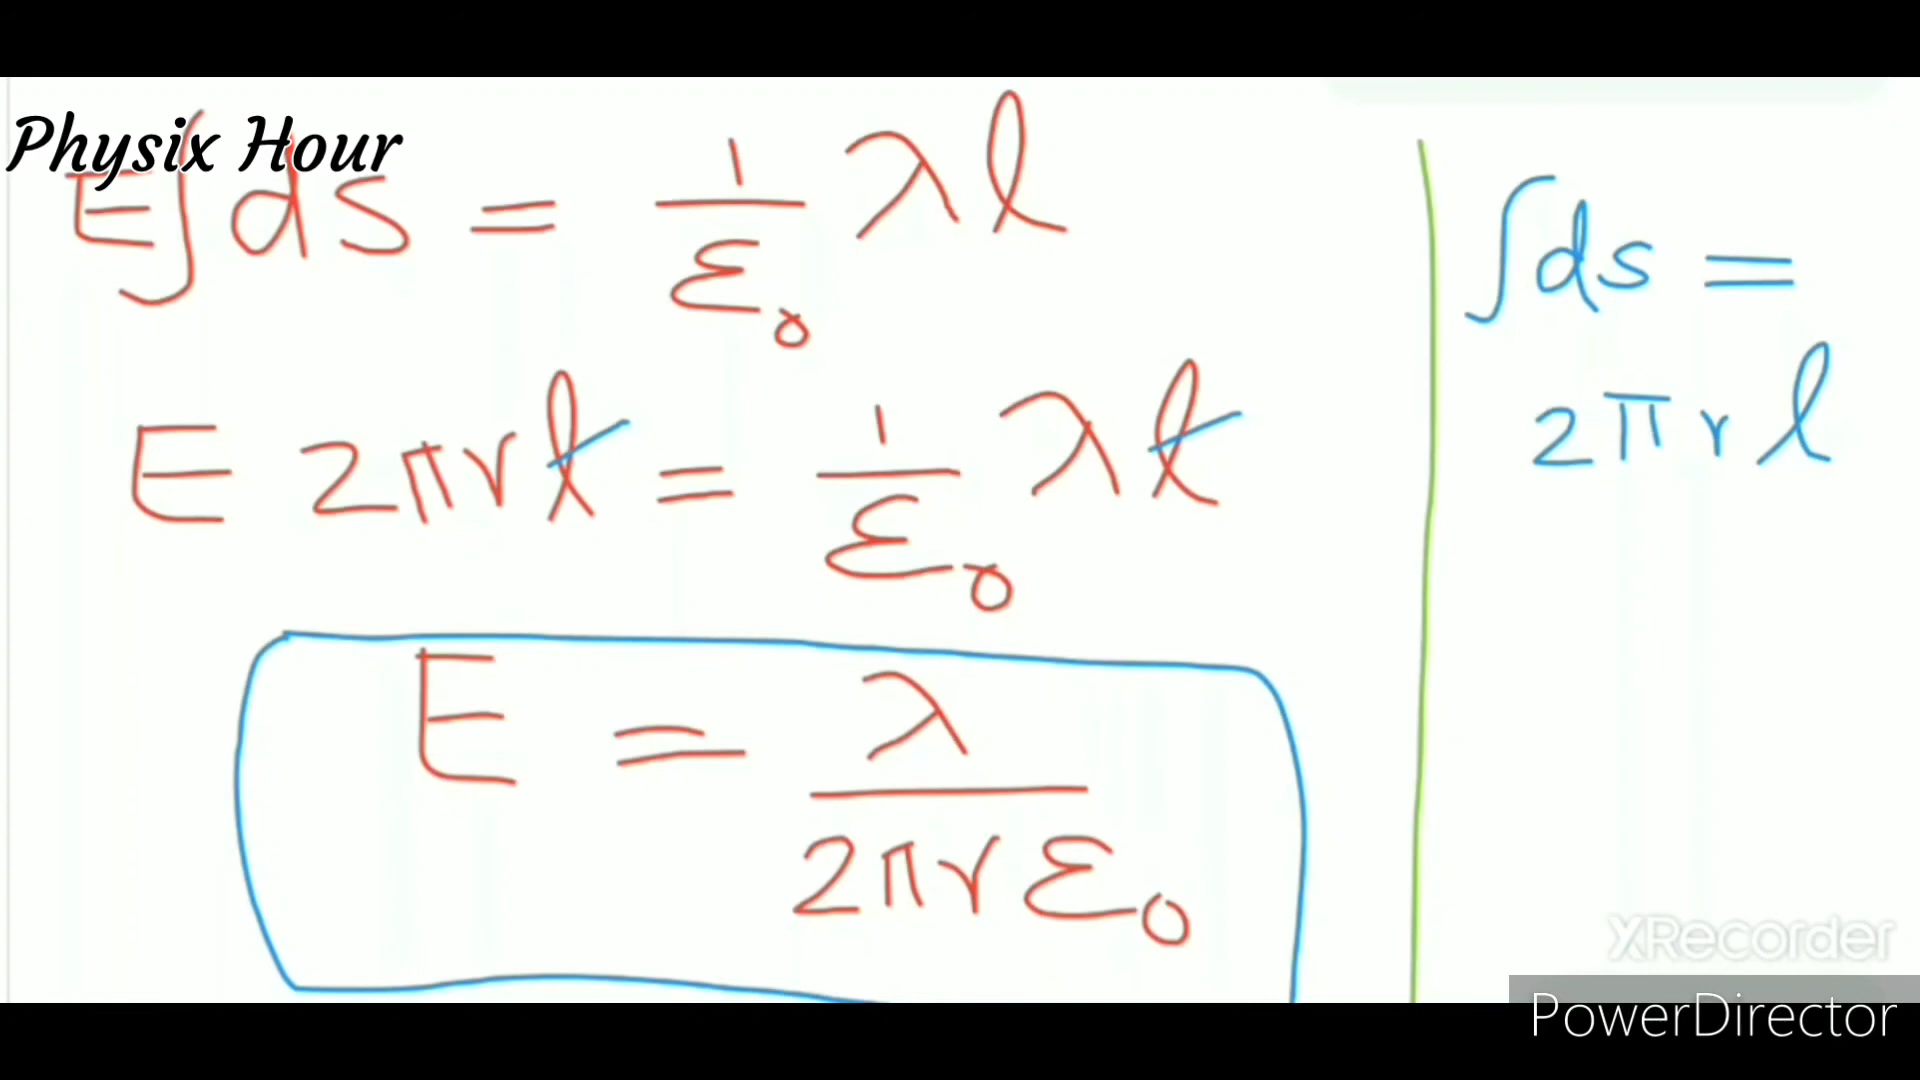 Physix Hour
E∫ds = 1/ε₀ λl
E 2πrl = 1/ε₀ λl
E = λ/2πrε₀
∫ds =
2πrl
XRecorder
PowerDirector